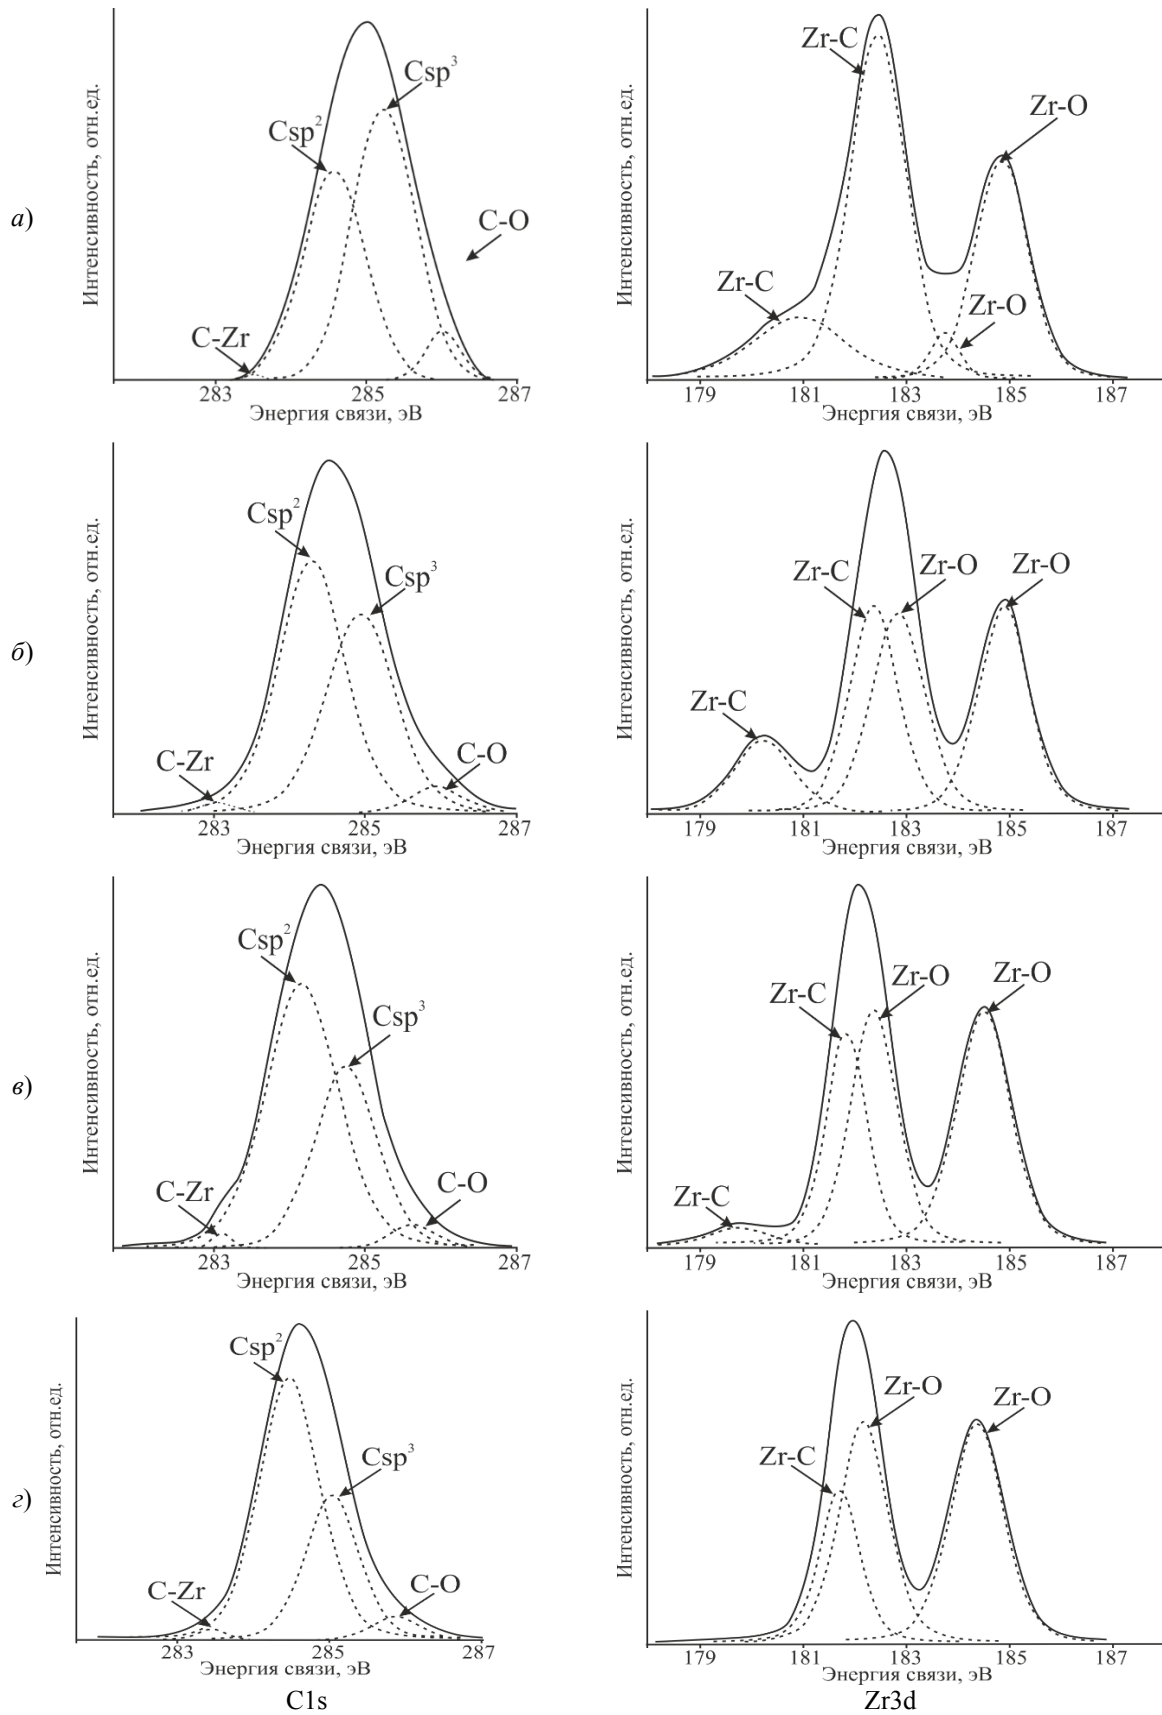 Csp³
Csp²
C-O
C-Zr
283 285 287
Энергия связи, эВ
Интенсивность, отн.ед.
а)
Zr-C
Zr-O
Zr-C
Zr-O
179 181 183 185 187
Энергия связи, эВ
Интенсивность, отн.ед.
Csp²
Csp³
C-Zr
C-O
283 285 287
Энергия связи, эВ
Интенсивность, отн.ед.
б)
Zr-C
Zr-O
Zr-O
Zr-C
179 181 183 185 187
Энергия связи, эВ
Интенсивность, отн.ед.
Csp²
Csp³
C-Zr
C-O
283 285 287
Энергия связи, эВ
Интенсивность, отн.ед.
в)
Zr-C
Zr-O
Zr-O
Zr-C
179 181 183 185 187
Энергия связи, эВ
Интенсивность, отн.ед.
Csp²
Csp³
C-Zr
C-O
283 285 287
Энергия связи, эВ
Интенсивность, отн.ед.
г)
C1s
Zr-O
Zr-O
Zr-C
179 181 183 185 187
Энергия связи, эВ
Интенсивность, отн.ед.
Zr3d